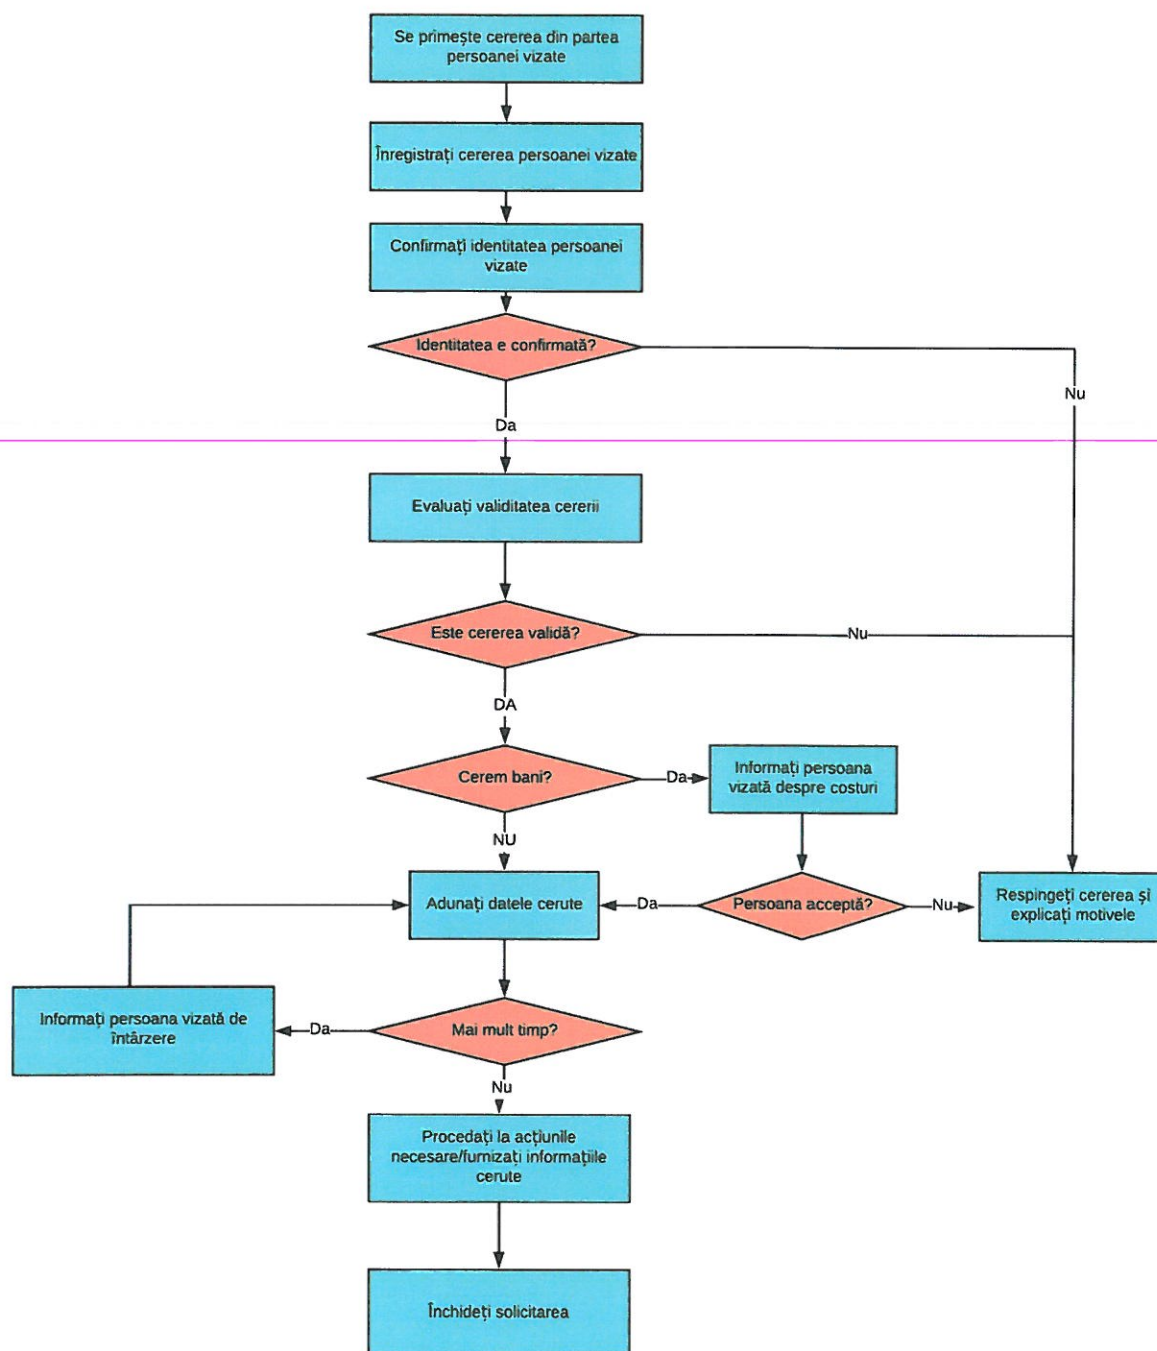 Se primește cererea din partea
persoanei vizate
Înregistrați cererea persoanei vizate
Confirmați identitatea persoanei
vizate
Identitatea e confirmată?
Nu
Da
Evaluați validitatea cererii
Este cererea validă?
Nu
DA
Cerem bani?
Da
Informați persoana
vizată despre costuri
NU
Adunați datele cerute
Da
Persoana acceptă?
Nu
Respingeți cererea și
explicați motivele
Informați persoana vizată de
întârzere
Da
Mai mult timp?
Nu
Procedați la acțiunile
necesare/furnizați informațiile
cerute
Închideți solicitarea